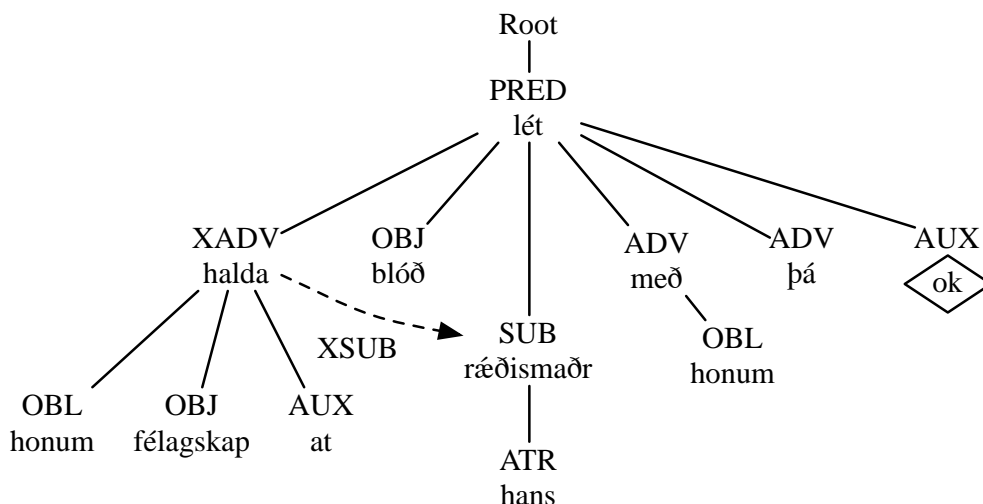 Root
PRED
lét
XADV OBJ ADV ADV AUX
halda blóð með þá ok
XSUB SUB OBL
rǽðismaðr honum
OBL OBJ AUX
honum félagskap at
ATR
hans